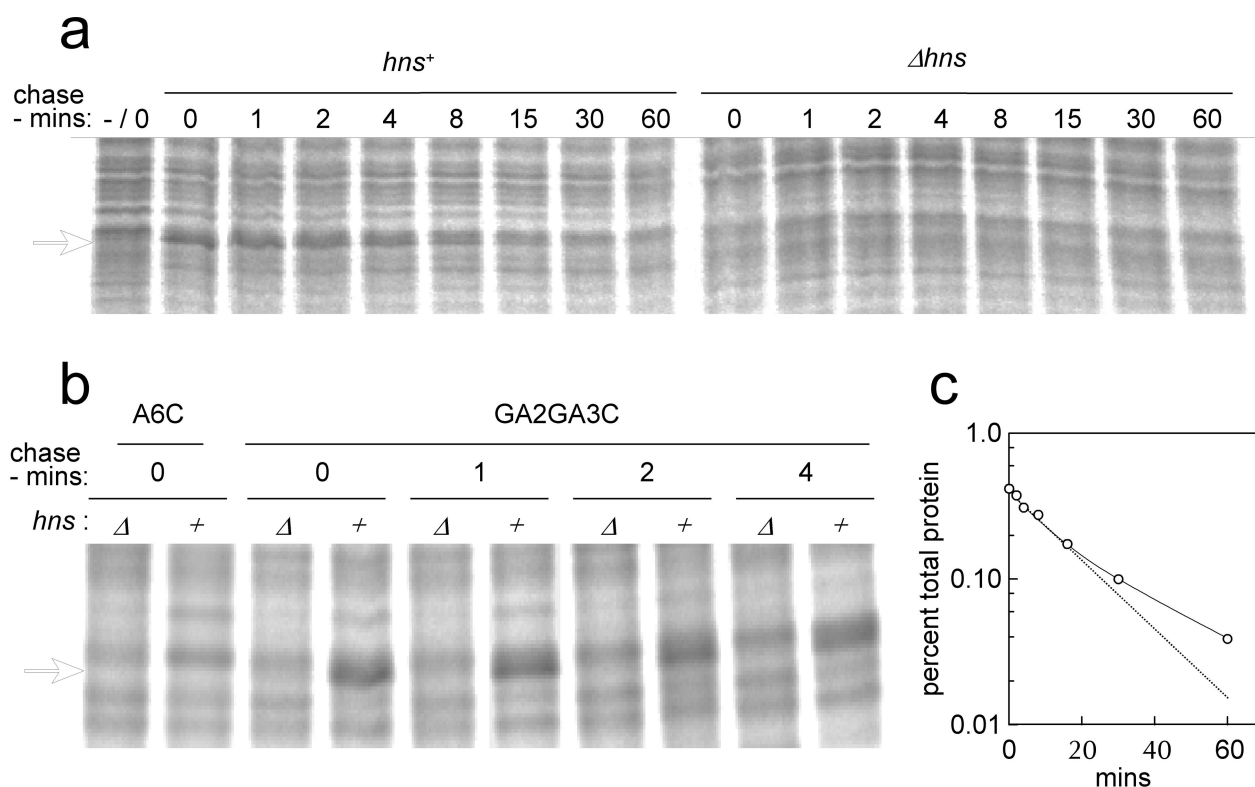 a
hns+ Δhns
chase
- mins: - / 0 0 1 2 4 8 15 30 60 0 1 2 4 8 15 30 60
b
A6C GA2GA3C
chase
- mins: 0 0 1 2 4
hns : Δ + Δ + Δ + Δ + Δ +
c
percent total protein
1.0
0.10
0.01
0 20 40 60
mins